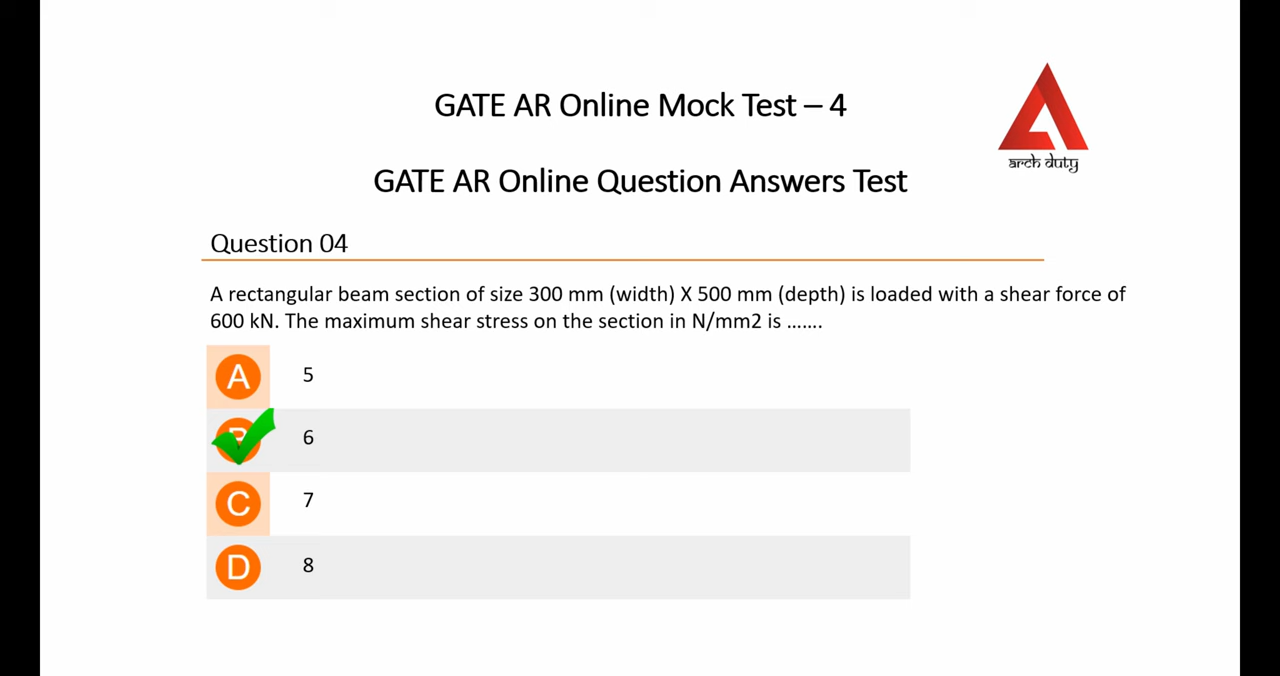 GATE AR Online Mock Test – 4
arch duty
GATE AR Online Question Answers Test
Question 04
A rectangular beam section of size 300 mm (width) X 500 mm (depth) is loaded with a shear force of
600 kN. The maximum shear stress on the section in N/mm2 is .......
A 5
6
C 7
D 8